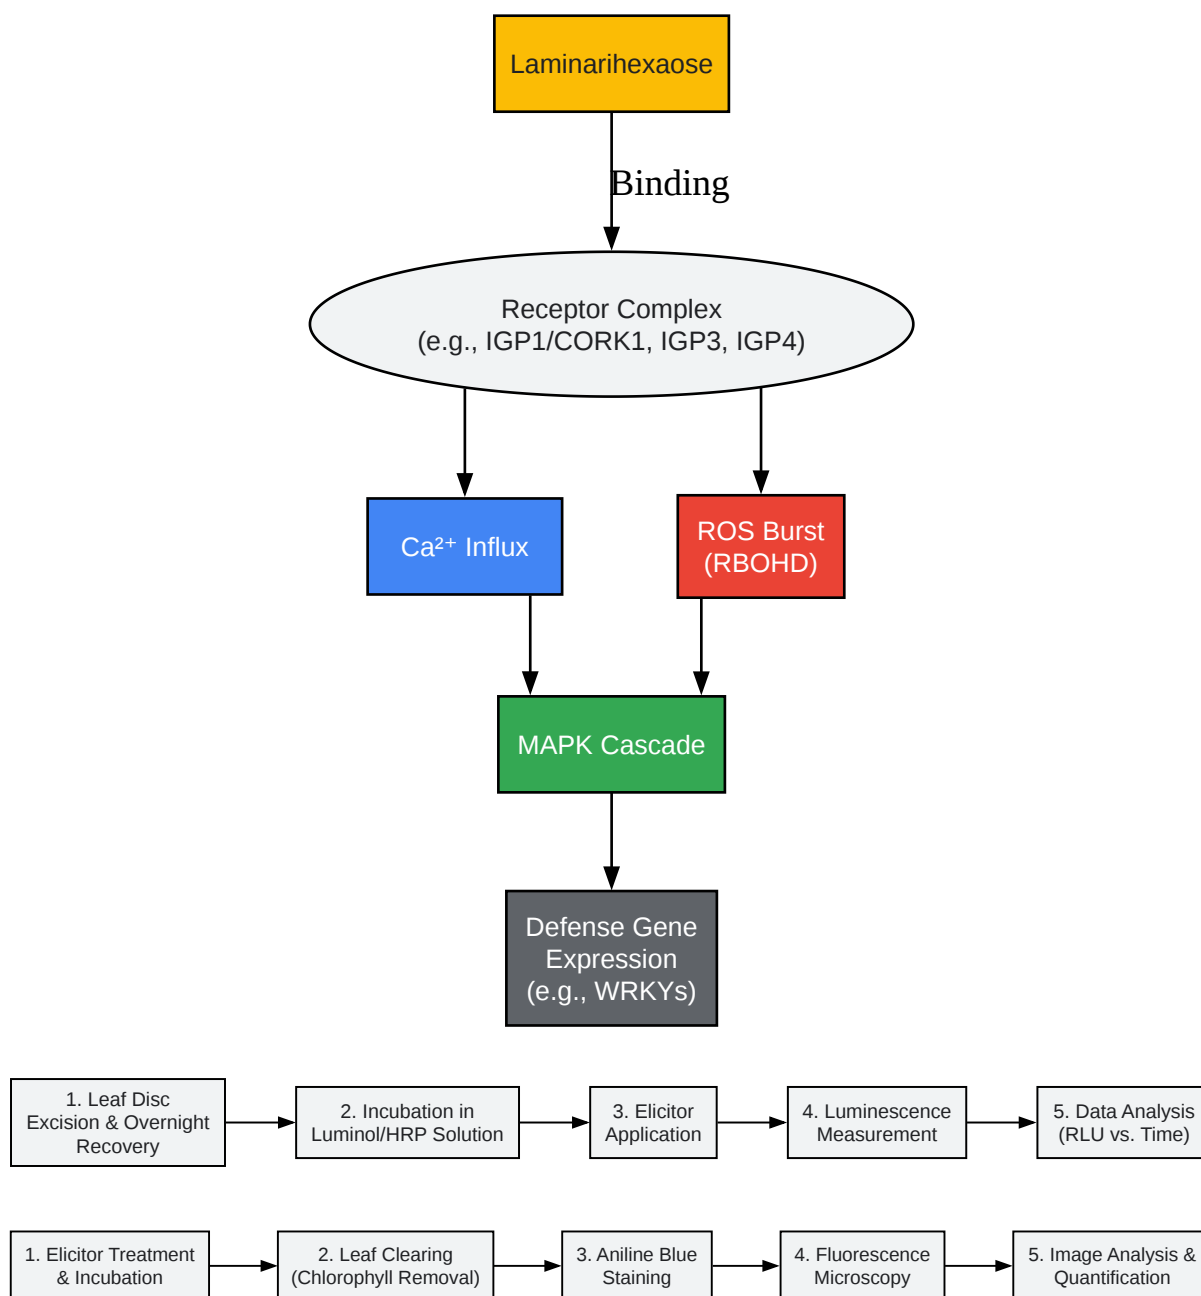 Laminarihexaose
Binding
Receptor Complex
(e.g., IGP1/CORK1, IGP3, IGP4)
Ca²⁺ Influx
ROS Burst
(RBOHD)
MAPK Cascade
Defense Gene
Expression
(e.g., WRKYs)
1. Leaf Disc
Excision & Overnight
Recovery
2. Incubation in
Luminol/HRP Solution
3. Elicitor
Application
4. Luminescence
Measurement
5. Data Analysis
(RLU vs. Time)
1. Elicitor Treatment
& Incubation
2. Leaf Clearing
(Chlorophyll Removal)
3. Aniline Blue
Staining
4. Fluorescence
Microscopy
5. Image Analysis &
Quantification